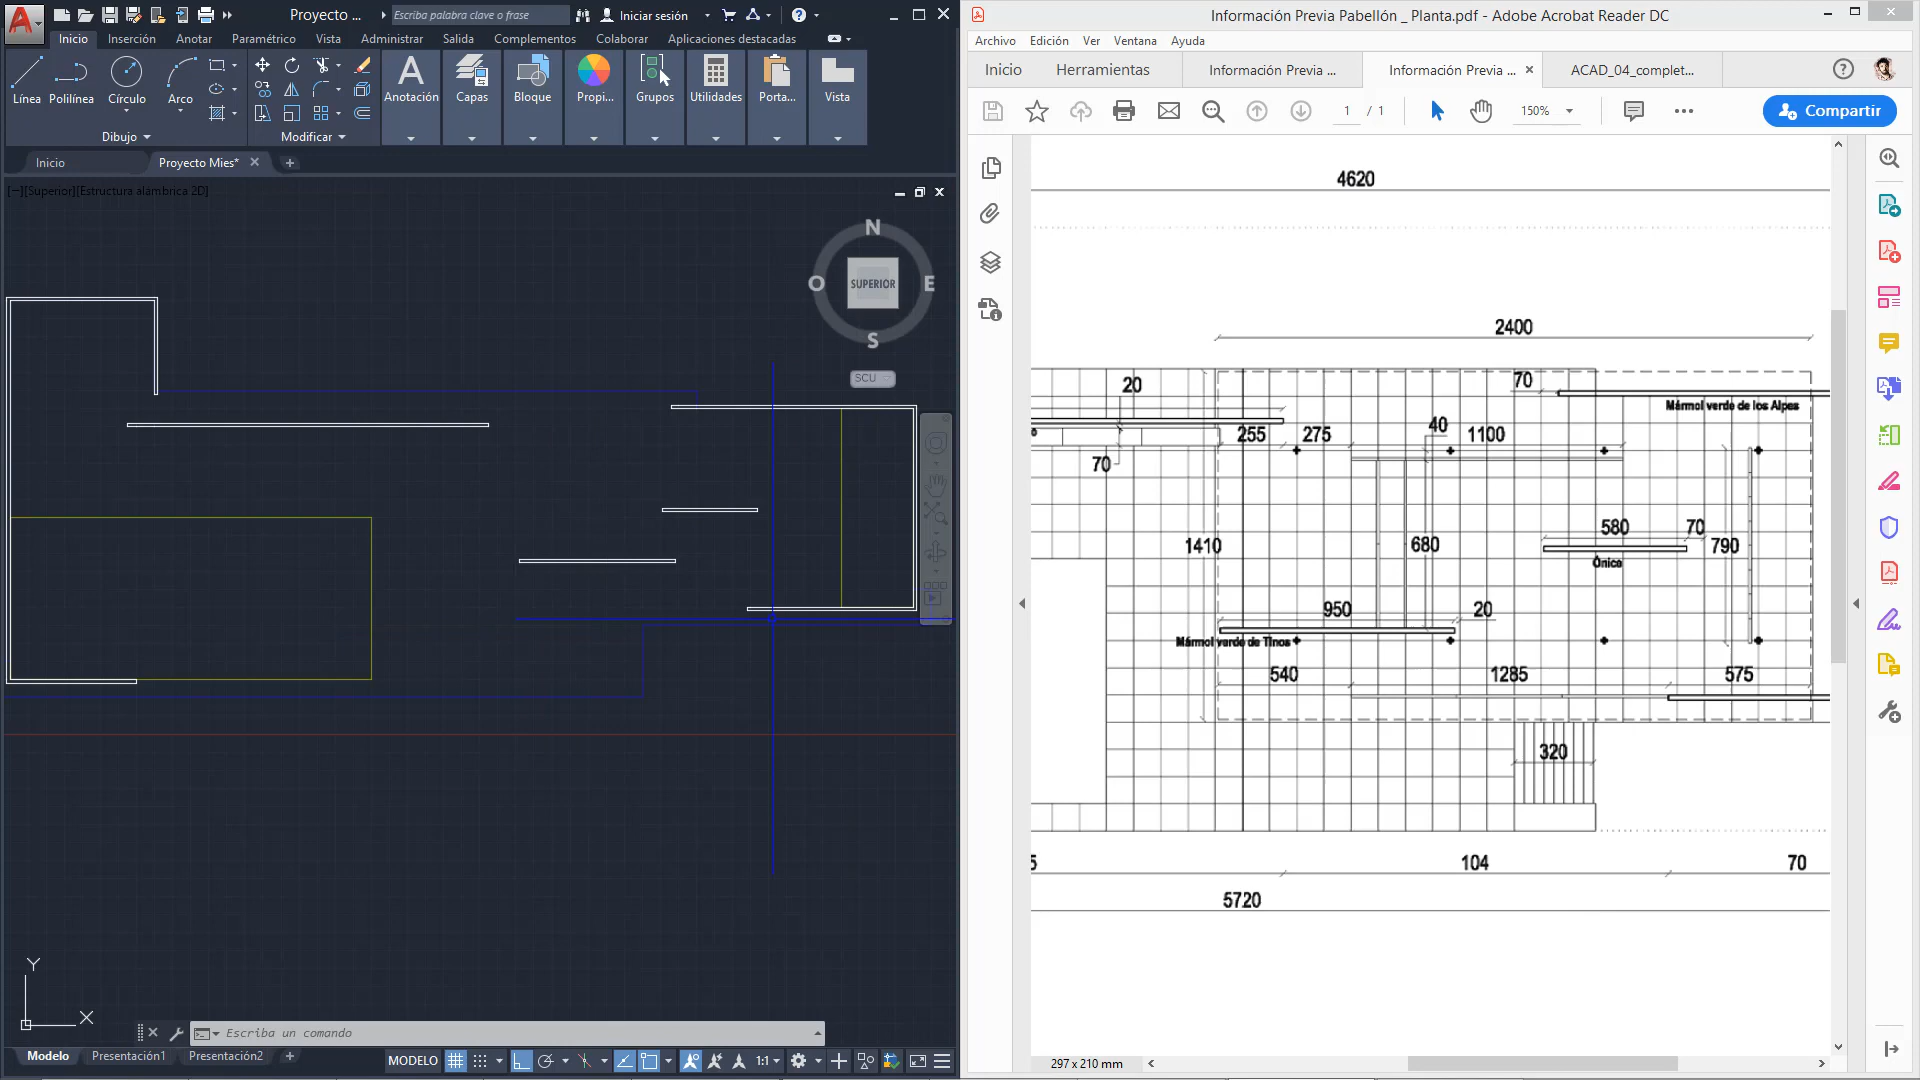 Proyecto ...
Escriba palabra clave o frase
Iniciar sesión
Inicio Inserción Anotar Paramétrico Vista Administrar Salida Complementos Colaborar Aplicaciones destacadas
Línea Polilínea Círculo Arco
Anotación Capas Bloque Propi... Grupos Utilidades Porta... Vista
Dibujo Modificar
Inicio Proyecto Mies*
[−][Superior][Estructura alámbrica 2D]
N
O SUPERIOR E
S
SCU
Y
X
Escriba un comando
Modelo Presentación1 Presentación2
MODELO 1:1
Información Previa Pabellón _ Planta.pdf - Adobe Acrobat Reader DC
Archivo Edición Ver Ventana Ayuda
Inicio Herramientas Información Previa ... Información Previa ... ACAD_04_complet...
1 / 1 150% Compartir
4620
2400
20 70
Mármol verde de los Alpes
255 275 40 1100
70
580 70
1410 680 790
Ónice
950 20
Mármol verde de Tinos
540 1285 575
320
5 104 70
5720
297 x 210 mm